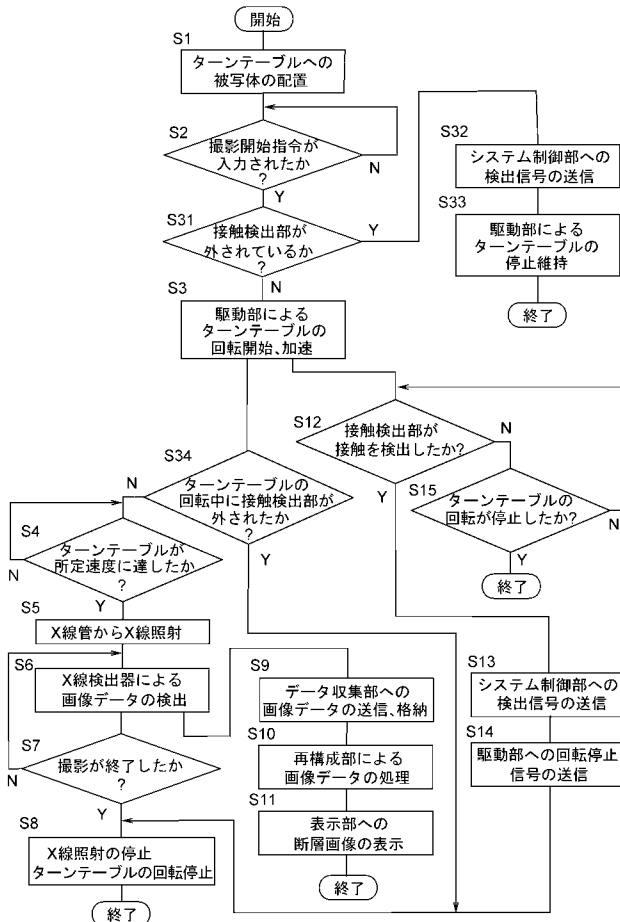 開始
S1
ターンテーブルへの
被写体の配置
S2
撮影開始指令が
入力されたか
?
N
Y
S31
接触検出部が
外されているか
?
Y
N
S32
システム制御部への
検出信号の送信
S33
駆動部による
ターンテーブルの
停止維持
終了
S3
駆動部による
ターンテーブルの
回転開始、加速
S12
接触検出部が
接触を検出したか?
N
Y
S15
ターンテーブルの
回転が停止したか?
N
Y
終了
S34
ターンテーブルの
回転中に接触検出部が
外されたか
?
N
Y
S4
ターンテーブルが
所定速度に達したか
?
N
Y
S5
X線管からX線照射
S6
X線検出器による
画像データの検出
S7
撮影が終了したか
?
N
Y
S8
X線照射の停止
ターンテーブルの回転停止
終了
S9
データ収集部への
画像データの送信、格納
S10
再構成部による
画像データの処理
S11
表示部への
断層画像の表示
終了
S13
システム制御部への
検出信号の送信
S14
駆動部への回転停止
信号の送信